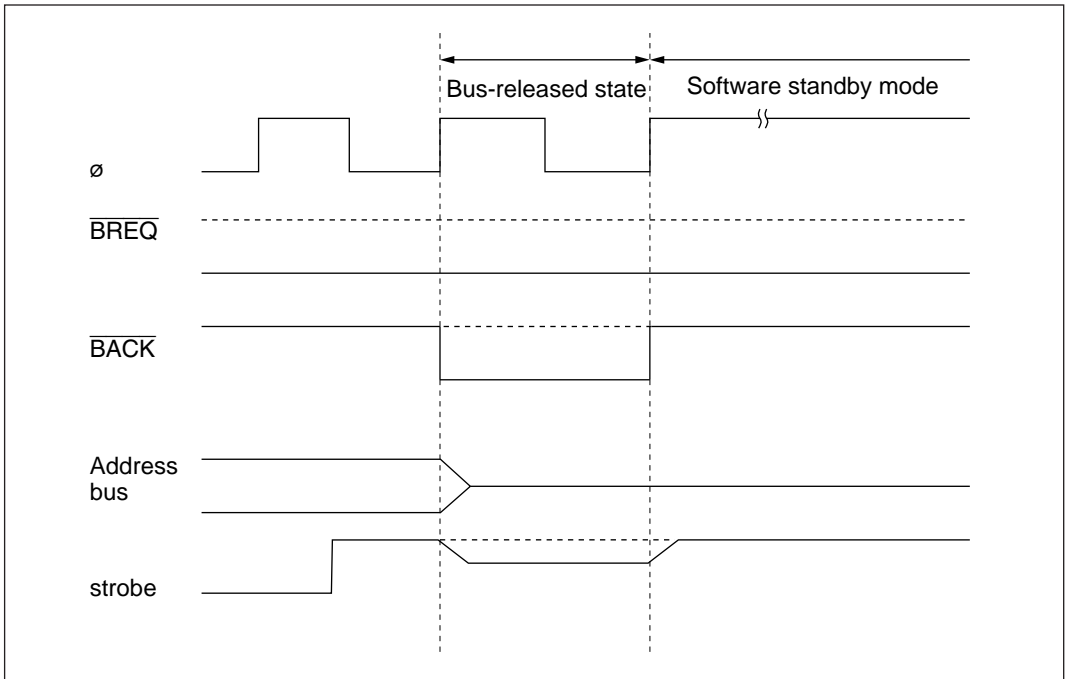 Bus-released state
Software standby mode
ø
BREQ
BACK
Address
bus
strobe